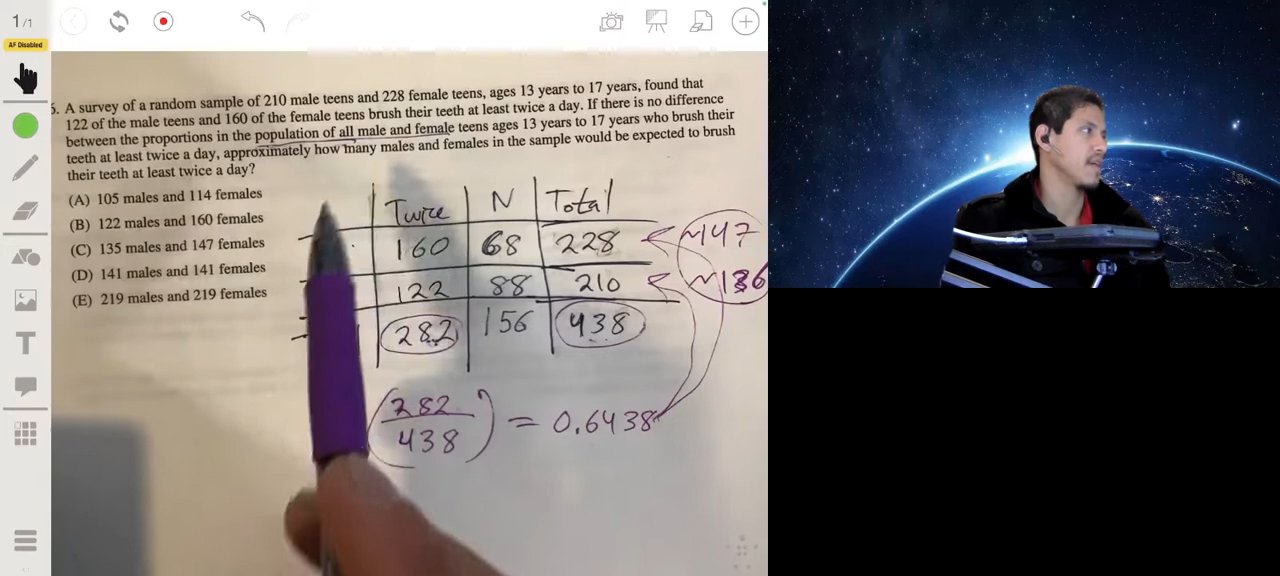 1/1
AF Disabled
5. A survey of a random sample of 210 male teens and 228 female teens, ages 13 years to 17 years, found that
122 of the male teens and 160 of the female teens brush their teeth at least twice a day. If there is no difference
between the proportions in the population of all male and female teens ages 13 years to 17 years who brush their
teeth at least twice a day, approximately how many males and females in the sample would be expected to brush
their teeth at least twice a day?
(A) 105 males and 114 females
(B) 122 males and 160 females
(C) 135 males and 147 females
(D) 141 males and 141 females
(E) 219 males and 219 females
Twice N Total
160 68 228 ~147
122 88 210 ~136
282 156 438
(282/438) = 0.6438
T